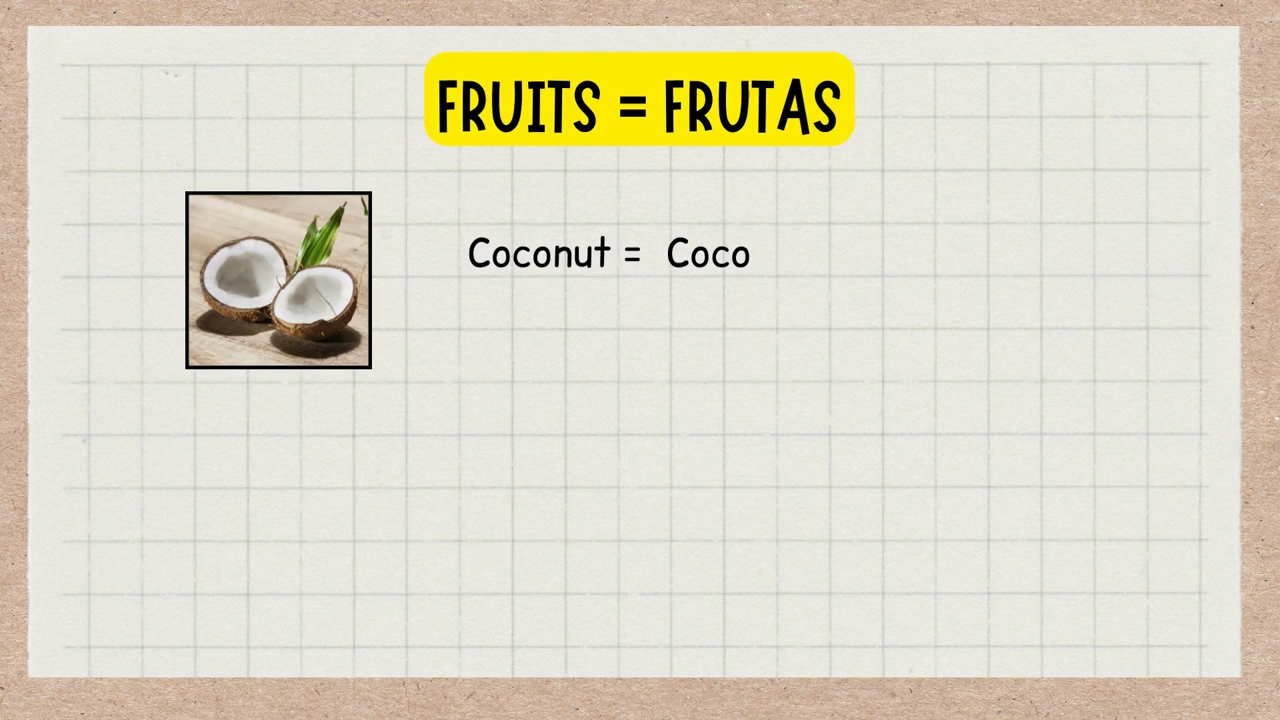 FRUITS = FRUTAS
Coconut = Coco